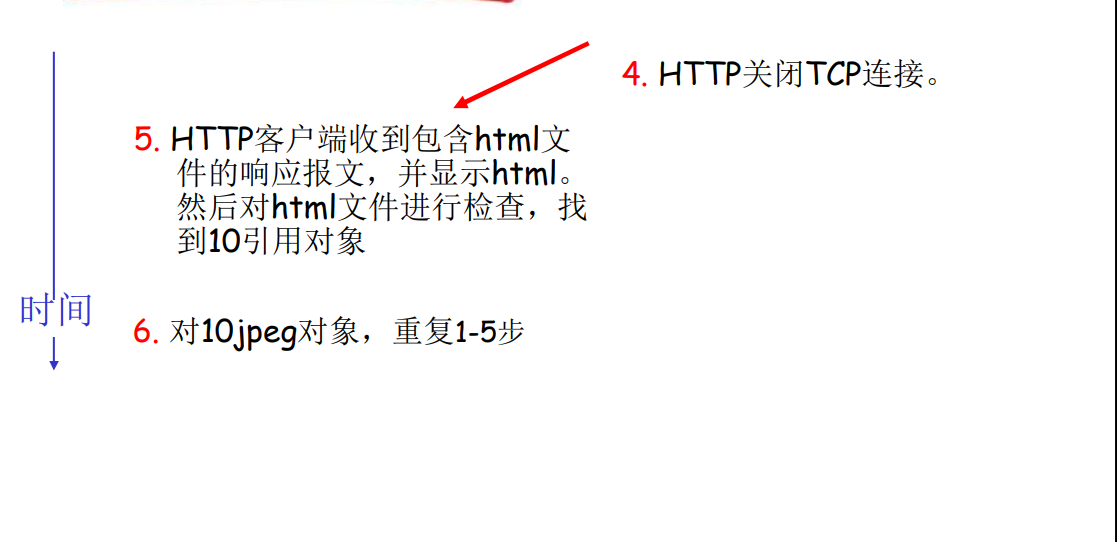 4. HTTP关闭TCP连接。
5. HTTP客户端收到包含html文
件的响应报文，并显示html。
然后对html文件进行检查，找
到10引用对象
时间
6. 对10jpeg对象，重复1-5步